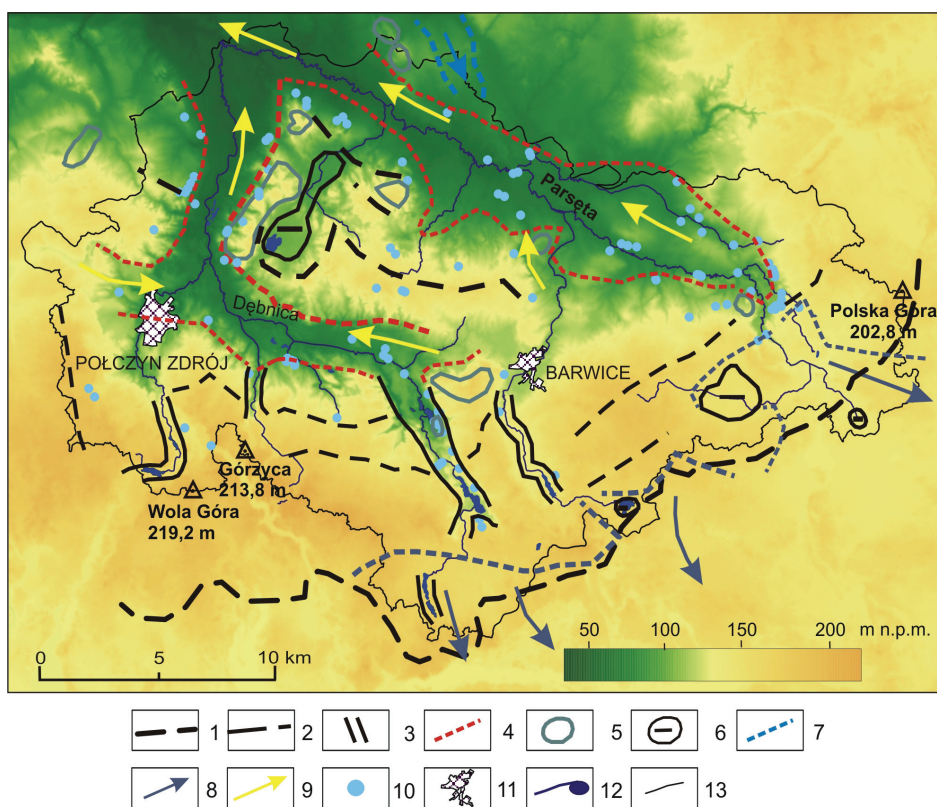 Parsęta
Polska Góra
202,8 m
Dębnica
POŁCZYN ZDRÓJ
BARWICE
Górzyca
213,8 m
Wola Góra
219,2 m
50 100 150 200 m n.p.m.
0 5 10 km
1 2 3 4 5 6 7
8 9 10 11 12 13